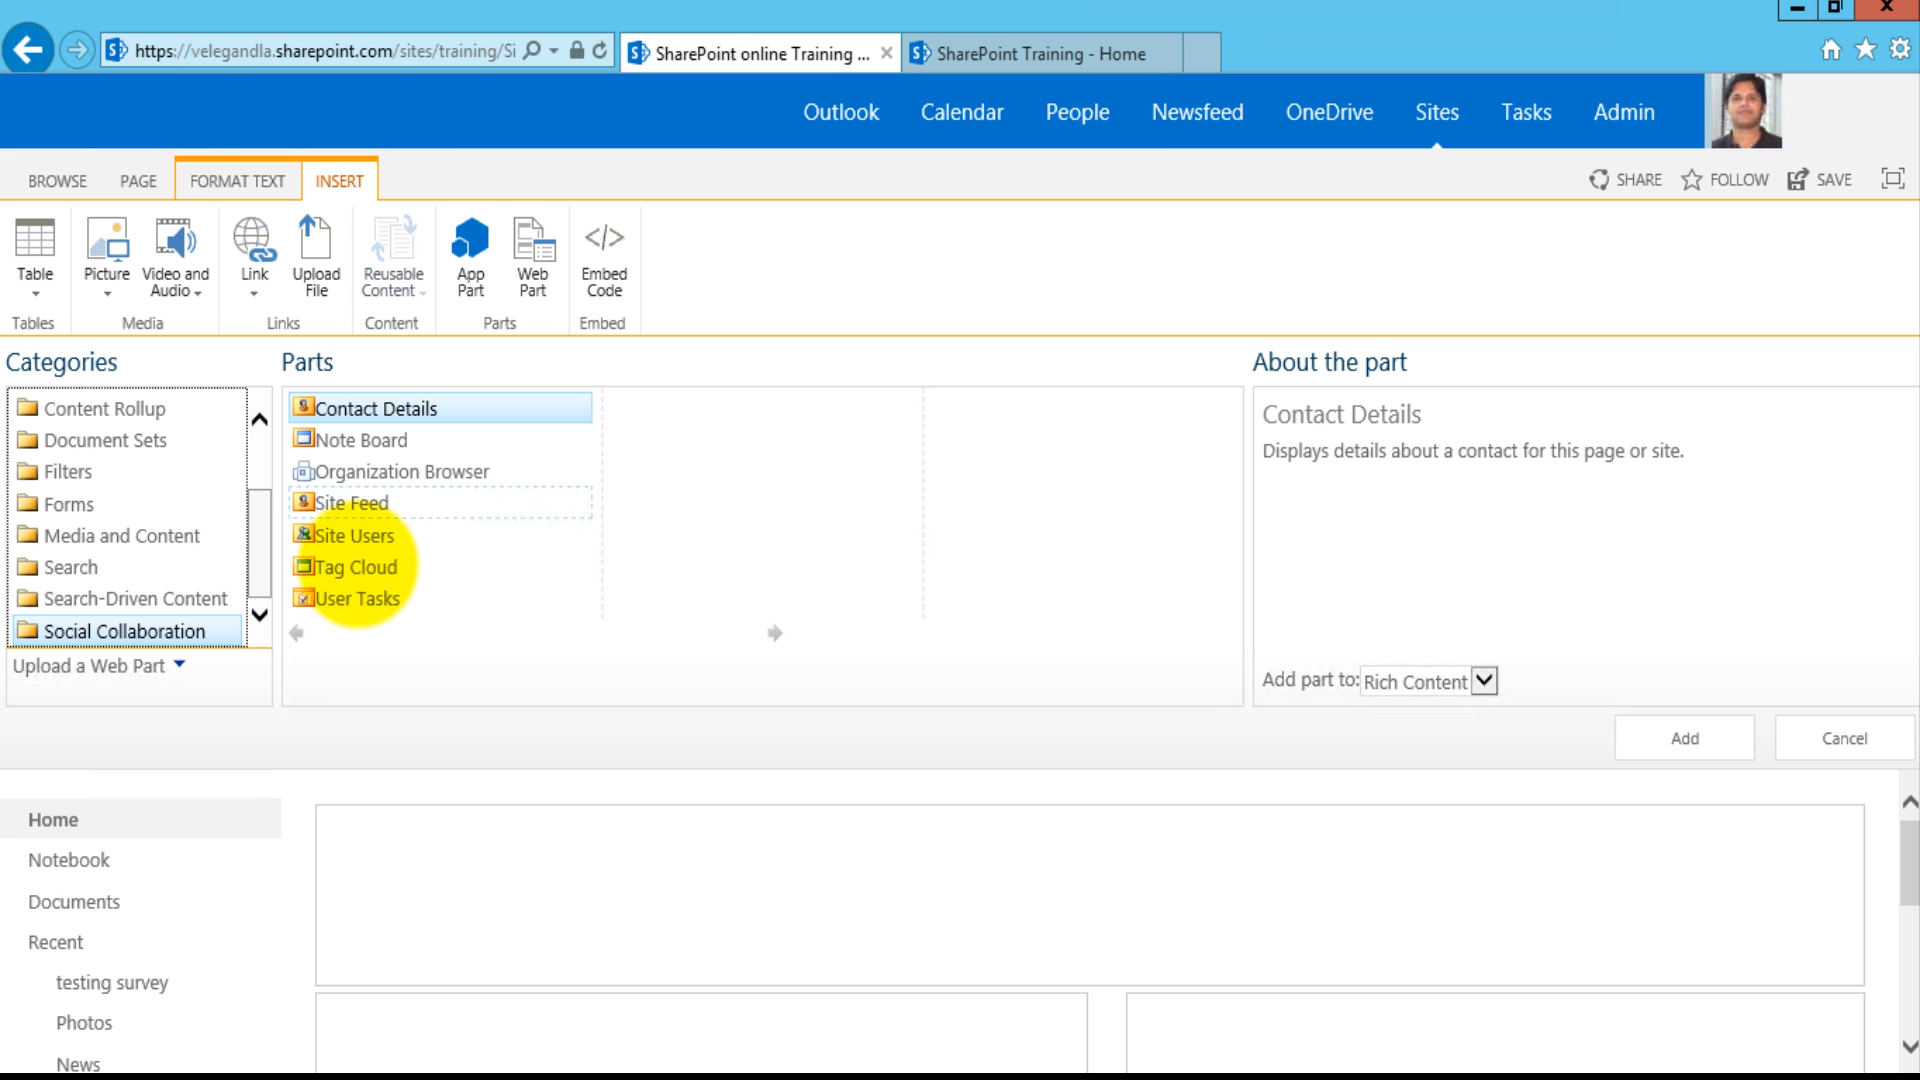 https://velegandla.sharepoint.com/sites/training/Si
SharePoint online Training ...
SharePoint Training - Home
Outlook
Calendar
People
Newsfeed
OneDrive
Sites
Tasks
Admin
BROWSE
PAGE
FORMAT TEXT
INSERT
SHARE
FOLLOW
SAVE
Table
Picture
Video and
Audio
Link
Upload
File
Reusable
Content
App
Part
Web
Part
Embed
Code
Tables
Media
Links
Content
Parts
Embed
Categories
Parts
About the part
Content Rollup
Document Sets
Filters
Forms
Media and Content
Search
Search-Driven Content
Social Collaboration
Upload a Web Part
Contact Details
Note Board
Organization Browser
Site Feed
Site Users
Tag Cloud
User Tasks
Contact Details
Displays details about a contact for this page or site.
Add part to: Rich Content
Add
Cancel
Home
Notebook
Documents
Recent
testing survey
Photos
News